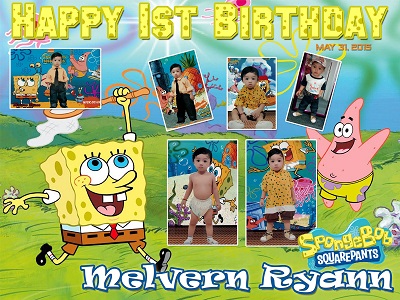 Happy 1st Birthday
MAY 31, 2015
SpongeBob
SQUAREPANTS
Melvern Ryann